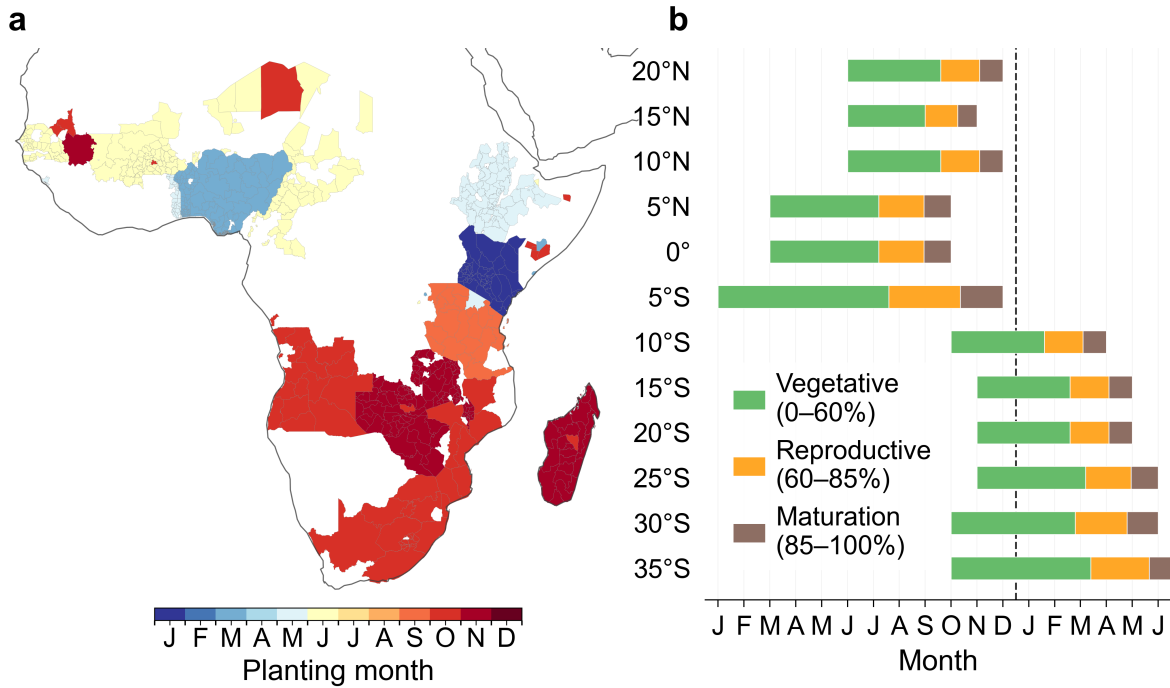 a
b
20°N
15°N
10°N
5°N
0°
5°S
10°S
15°S
20°S
25°S
30°S
35°S
Vegetative
(0–60%)
Reproductive
(60–85%)
Maturation
(85–100%)
J F M A M J J A S O N D
Planting month
J F M A M J J A S O N D J F M A M J
Month